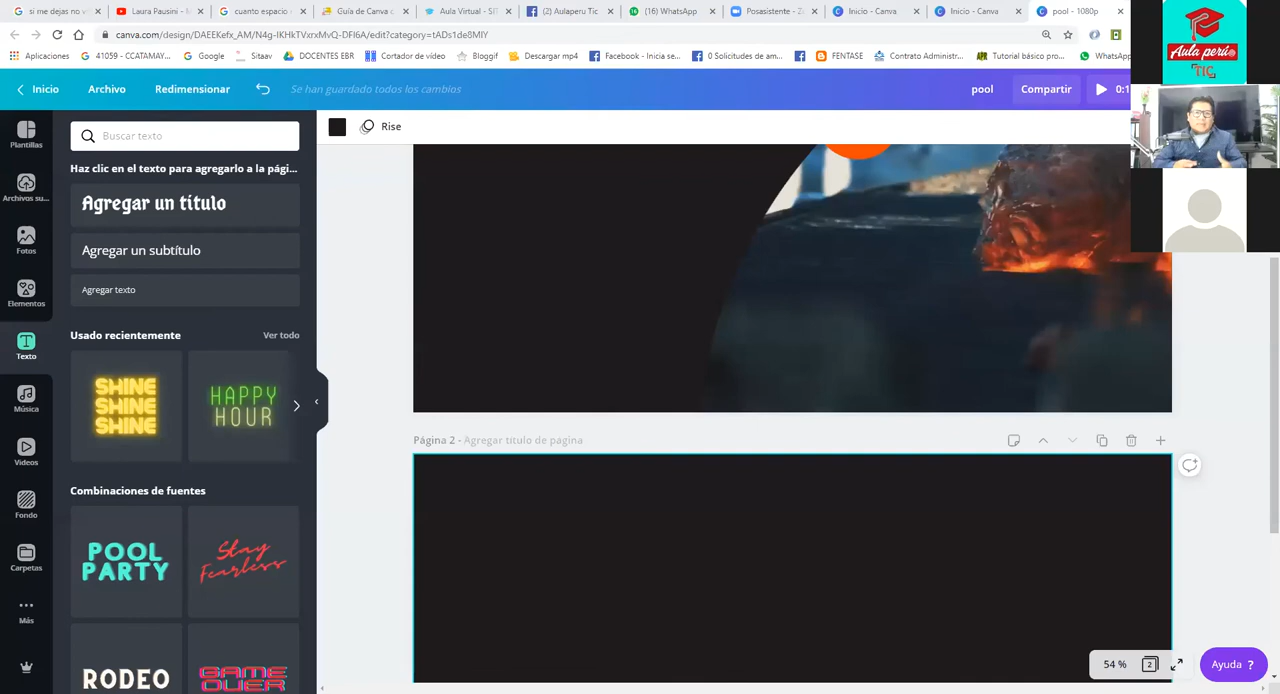 si me dejas no v
Laura Pausini - M
cuanto espacio
Guía de Canva c
Aula Virtual - SI
Aulaperu Tic
(2) Aulaperu Tic
(16) WhatsApp
Posasistente - Z
Inicio - Canva
Inicio - Canva
pool - 1080p
canva.com/design/DAEEKefx_AM/N4g-IKHkTVxrxMvQ-DFI6A/edit?category=tADs1de8MlY
Aplicaciones
41059 - CCATAMAY...
Google
Sitaav
DOCENTES EBR
Cortador de vídeo
Bloggif
Descargar mp4
Facebook - Inicia se...
0 Solicitudes de am...
FENTASE
Contrato Administr...
Tutorial básico pro...
WhatsApp
Aula perú
TIC
Inicio
Archivo
Redimensionar
Se han guardado todos los cambios
pool
Compartir
0:1
Plantillas
Archivos su...
Fotos
Elementos
Texto
Música
Videos
Fondo
Carpetas
Más
Buscar texto
Rise
Haz clic en el texto para agregarlo a la pági...
Agregar un título
Agregar un subtítulo
Agregar texto
Usado recientemente
Ver todo
SHINE
SHINE
SHINE
HAPPY
HOUR
Combinaciones de fuentes
POOL
PARTY
Stay
Fearless
RODEO
GAME
OVER
Página 2 - Agregar título de página
54 %
2
Ayuda ?